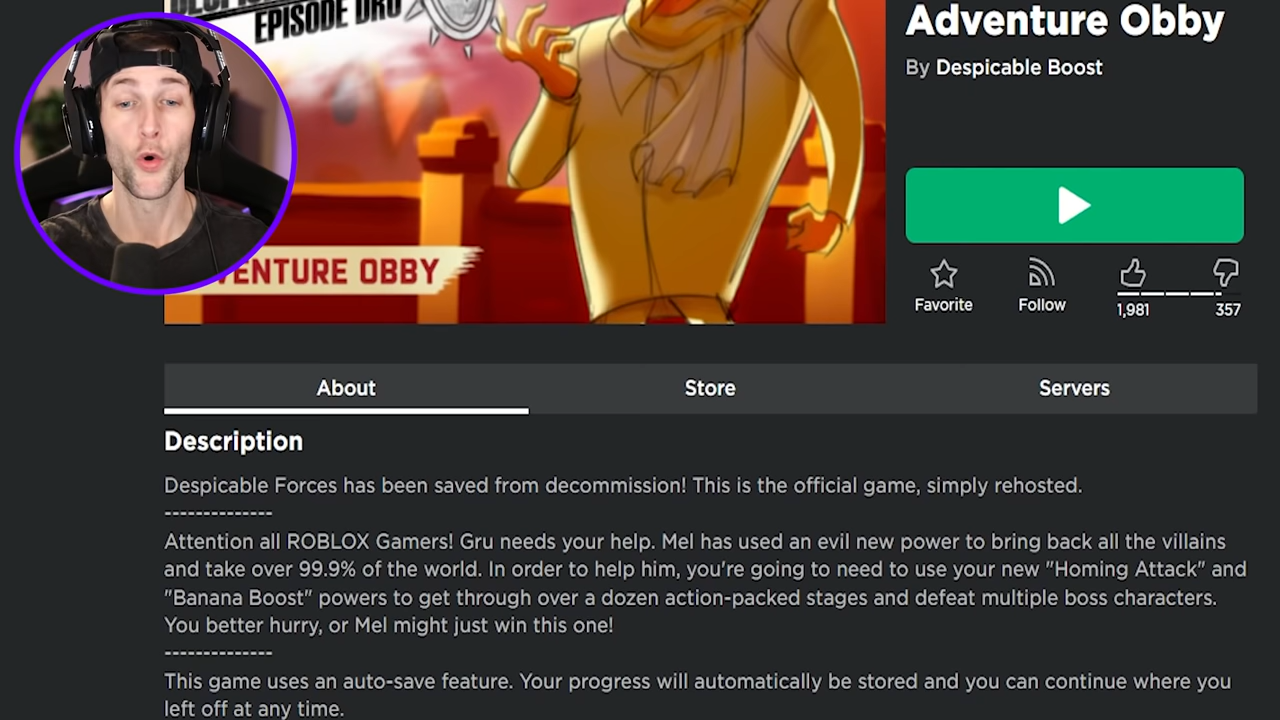 EPISODE DRU
Adventure Obby
By Despicable Boost
VENTURE OBBY
Favorite
Follow
1,981
357
About
Store
Servers
Description
Despicable Forces has been saved from decommission! This is the official game, simply rehosted.
--------------
Attention all ROBLOX Gamers! Gru needs your help. Mel has used an evil new power to bring back all the villains
and take over 99.9% of the world. In order to help him, you're going to need to use your new "Homing Attack" and
"Banana Boost" powers to get through over a dozen action-packed stages and defeat multiple boss characters.
You better hurry, or Mel might just win this one!
--------------
This game uses an auto-save feature. Your progress will automatically be stored and you can continue where you
left off at any time.